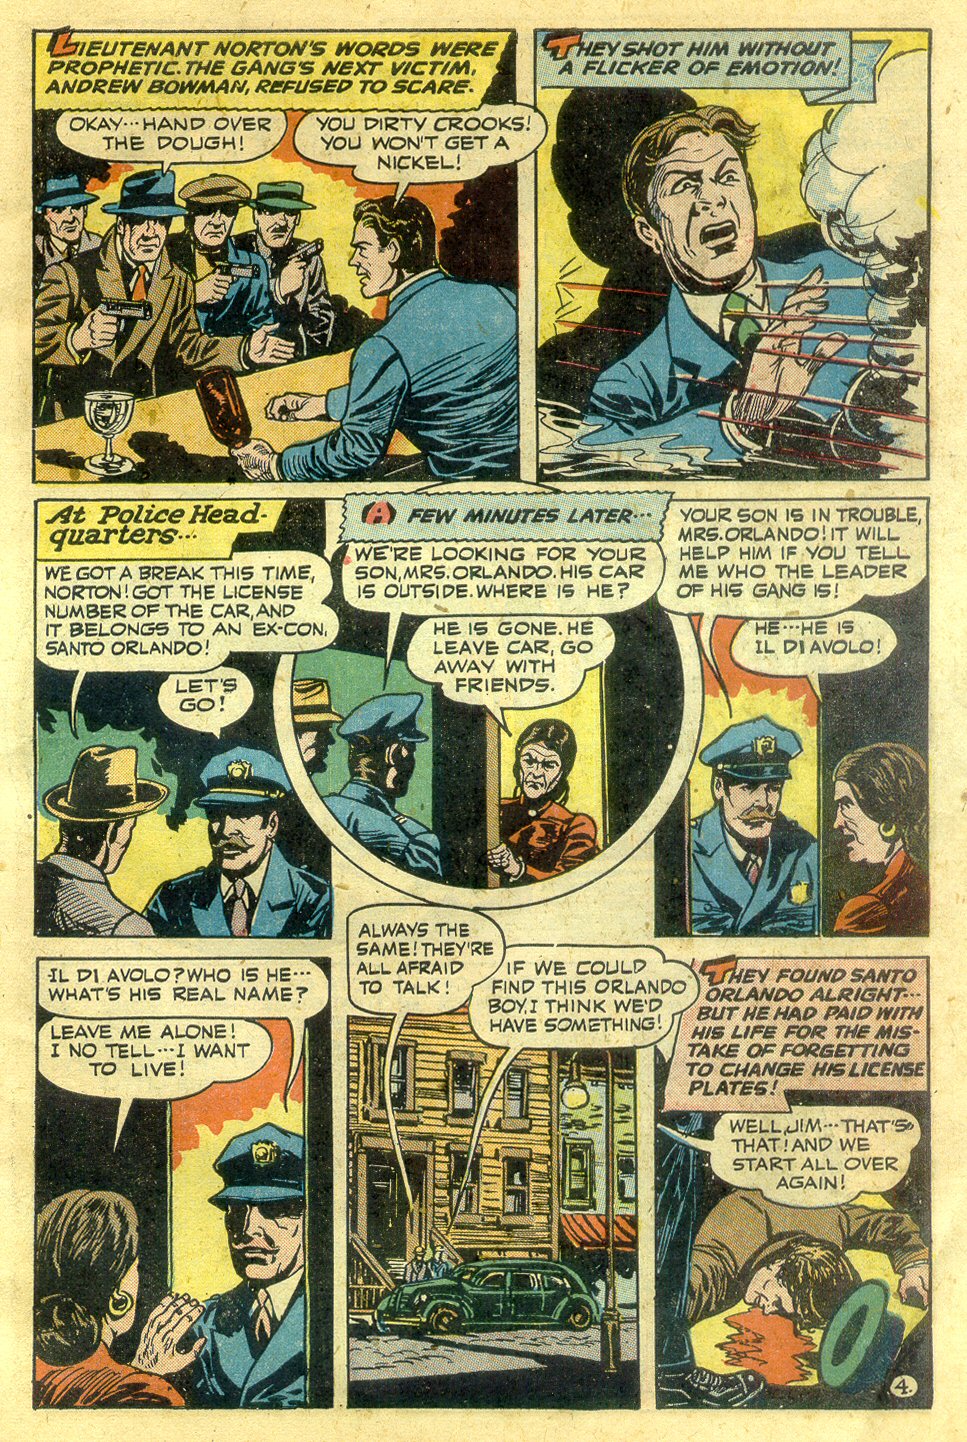 LIEUTENANT NORTON'S WORDS WERE
PROPHETIC. THE GANG'S NEXT VICTIM,
ANDREW BOWMAN, REFUSED TO SCARE.
OKAY---HAND OVER
THE DOUGH!
YOU DIRTY CROOKS!
YOU WON'T GET A
NICKEL!
THEY SHOT HIM WITHOUT
A FLICKER OF EMOTION!
At Police Head-
quarters...
WE GOT A BREAK THIS TIME,
NORTON! GOT THE LICENSE
NUMBER OF THE CAR, AND
IT BELONGS TO AN EX-CON,
SANTO ORLANDO!
LET'S
GO!
A FEW MINUTES LATER---
WE'RE LOOKING FOR YOUR
SON, MRS. ORLANDO. HIS CAR
IS OUTSIDE. WHERE IS HE?
HE IS GONE. HE
LEAVE CAR, GO
AWAY WITH
FRIENDS.
YOUR SON IS IN TROUBLE,
MRS. ORLANDO! IT WILL
HELP HIM IF YOU TELL
ME WHO THE LEADER
OF HIS GANG IS!
HE---HE IS
IL DI AVOLO!
IL DI AVOLO? WHO IS HE---
WHAT'S HIS REAL NAME?
LEAVE ME ALONE!
I NO TELL---I WANT
TO LIVE!
ALWAYS THE
SAME! THEY'RE
ALL AFRAID
TO TALK!
IF WE COULD
FIND THIS ORLANDO
BOY, I THINK WE'D
HAVE SOMETHING!
THEY FOUND SANTO
ORLANDO ALRIGHT---
BUT HE HAD PAID WITH
HIS LIFE FOR THE MIS-
TAKE OF FORGETTING
TO CHANGE HIS LICENSE
PLATES!
WELL, JIM---THAT'S
THAT! AND WE
START ALL OVER
AGAIN!
4.